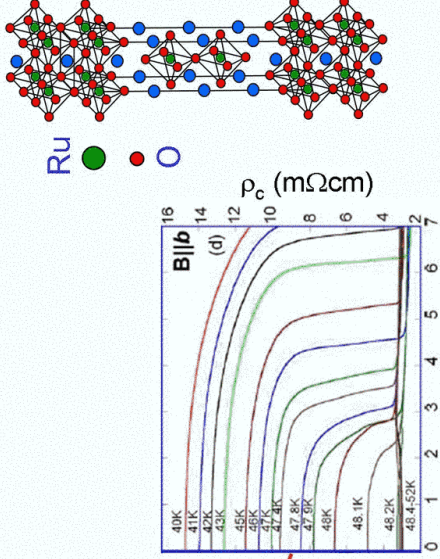 Ru
O
ρc (mΩcm)
16
14
12
10
8
6
4
2
B||b
(d)
40K
41K
42K
43K
45K
46K
47K
47.4K
47.8K
47.9K
48K
48.1K
48.2K
48.4-52K
0
1
2
3
4
5
6
7